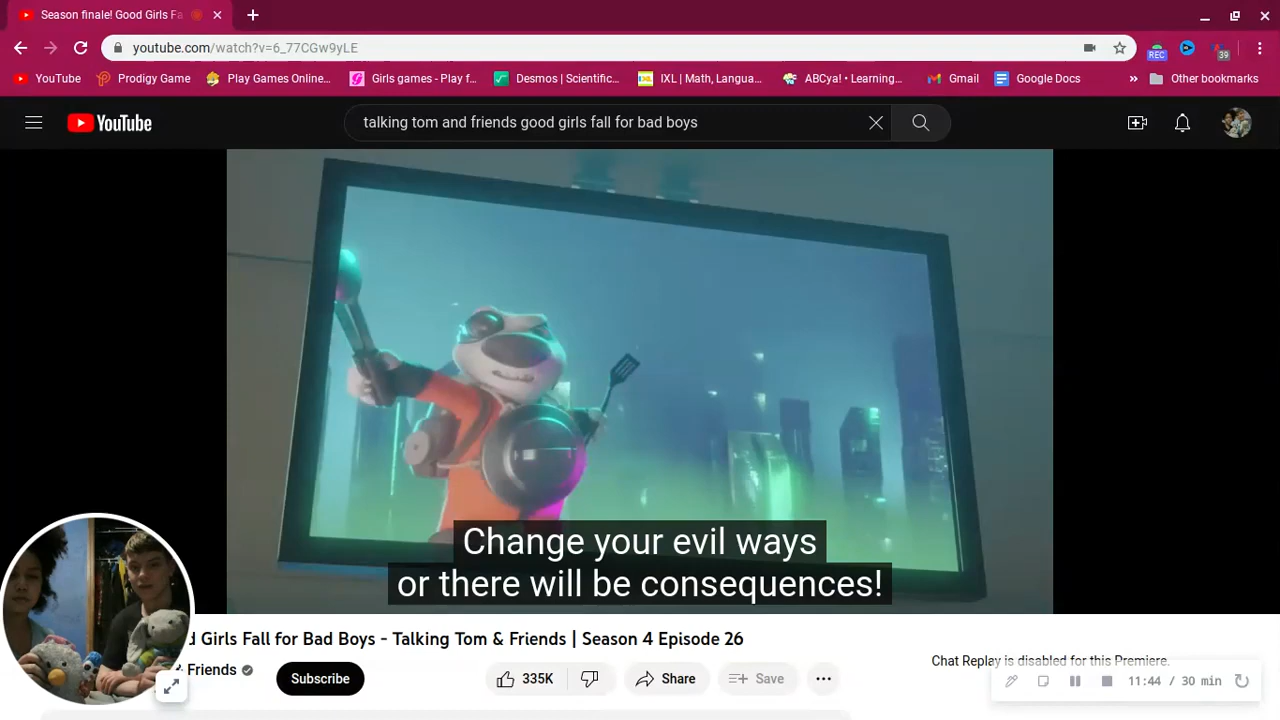 Season finale! Good Girls Fa
youtube.com/watch?v=6_77CGw9yLE
REC
39
YouTube
Prodigy Game
Play Games Online...
Girls games - Play f...
Desmos | Scientific...
IXL | Math, Langua...
ABCya! • Learning...
Gmail
Google Docs
»
Other bookmarks
YouTube
talking tom and friends good girls fall for bad boys
Change your evil ways
or there will be consequences!
d Girls Fall for Bad Boys - Talking Tom & Friends | Season 4 Episode 26
Friends
Subscribe
335K
Share
Save
Chat Replay is disabled for this Premiere.
11:44 / 30 min